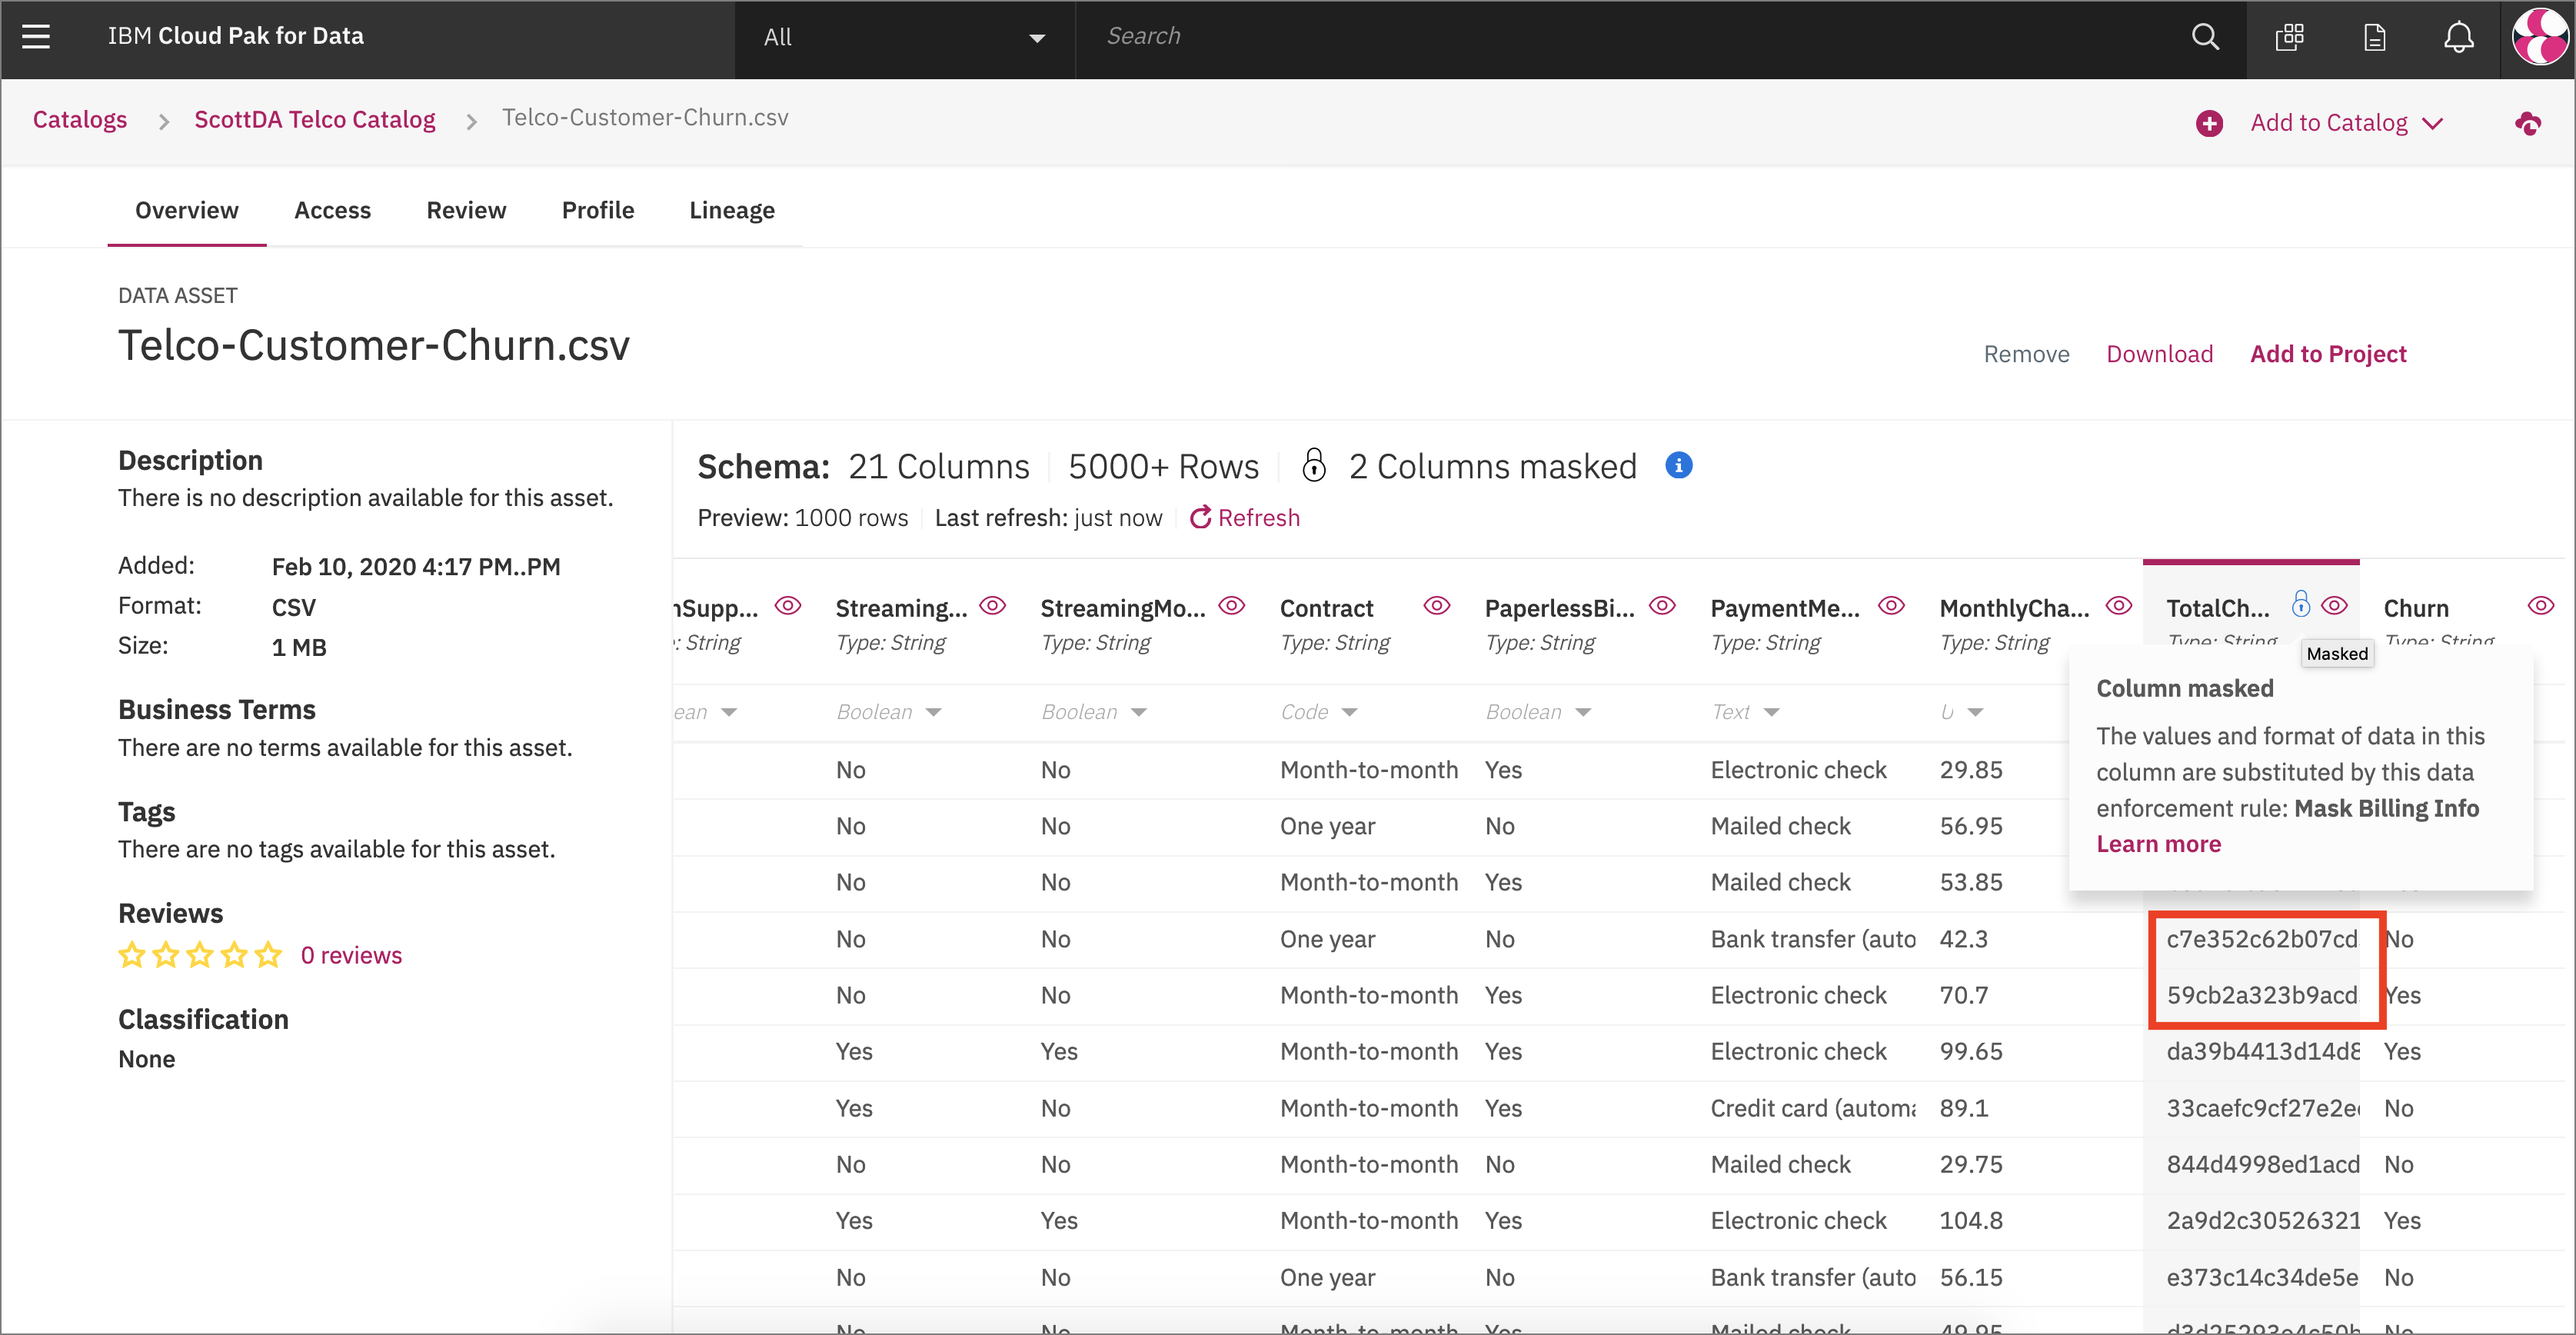 IBM Cloud Pak for Data
All
Search
Catalogs > ScottDA Telco Catalog > Telco-Customer-Churn.csv
Add to Catalog
Overview Access Review Profile Lineage
DATA ASSET
Telco-Customer-Churn.csv
Remove Download Add to Project
Description
There is no description available for this asset.
Added: Feb 10, 2020 4:17 PM..PM
Format: CSV
Size: 1 MB
Business Terms
There are no terms available for this asset.
Tags
There are no tags available for this asset.
Reviews
0 reviews
Classification
None
Schema: 21 Columns 5000+ Rows 2 Columns masked
Preview: 1000 rows Last refresh: just now Refresh
nSupp... Streaming... StreamingMo... Contract PaperlessBi... PaymentMe... MonthlyCha... TotalCh... Churn
: String Type: String Type: String Type: String Type: String Type: String Type: String Type: String Type: String
Masked
ean Boolean Boolean Code Boolean Text U
Column masked
The values and format of data in this
column are substituted by this data
enforcement rule: Mask Billing Info
Learn more
No No Month-to-month Yes Electronic check 29.85
No No One year No Mailed check 56.95
No No Month-to-month Yes Mailed check 53.85
No No One year No Bank transfer (auto 42.3 c7e352c62b07cd No
No No Month-to-month Yes Electronic check 70.7 59cb2a323b9acd Yes
Yes Yes Month-to-month Yes Electronic check 99.65 da39b4413d14d8 Yes
Yes No Month-to-month Yes Credit card (automa 89.1 33caefc9cf27e2e No
No No Month-to-month No Mailed check 29.75 844d4998ed1acd No
Yes Yes Month-to-month Yes Electronic check 104.8 2a9d2c30526321 Yes
No No One year No Bank transfer (auto 56.15 e373c14c34de5e No
No No Month-to-month Yes Mailed check 49.95 No